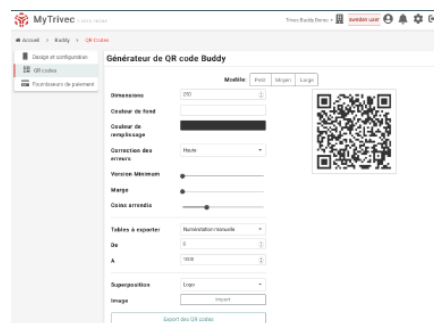 MyTrivec
Trivec Buddy Demo
sweden user
Accueil > Buddy > QR Codes
Design et configuration
QR codes
Fournisseurs de paiement
Générateur de QR code Buddy
Modèle: Petit Moyen Large
Dimensions 250
Couleur de fond
Couleur de remplissage
Correction des erreurs Haute
Version Minimum
Marge
Coins arrondis
Tables à exporter Numérotation manuelle
De 0
A 1000
Superposition Logo
Image Import
Export des QR codes